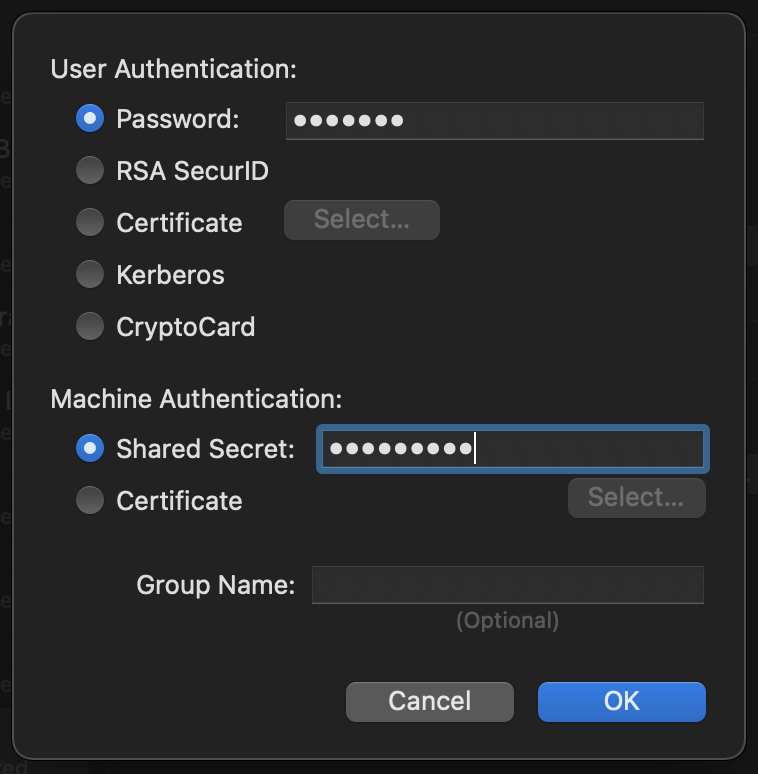 User Authentication:
Password: •••••••
RSA SecurID
Certificate Select...
Kerberos
CryptoCard
Machine Authentication:
Shared Secret: •••••••••
Certificate Select...
Group Name:
(Optional)
Cancel OK